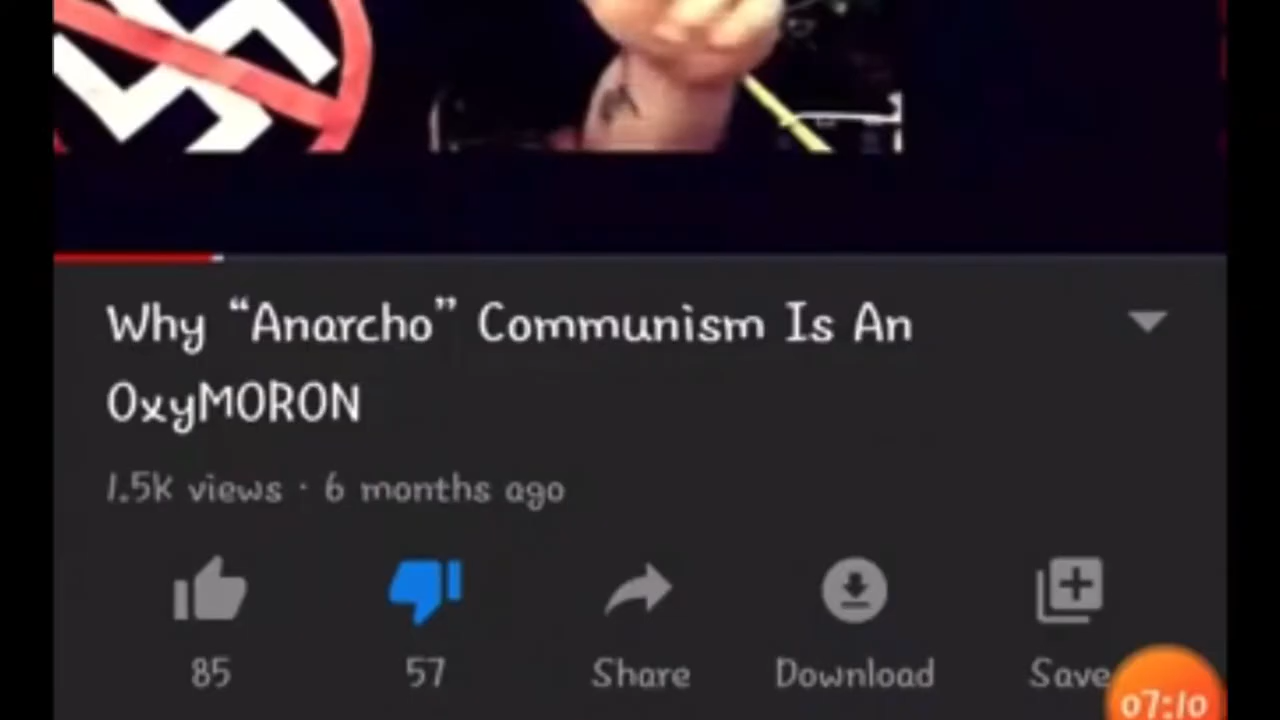 Why “Anarcho” Communism Is An
OxyMORON
1.5K views · 6 months ago
85 57 Share Download Save
07:10